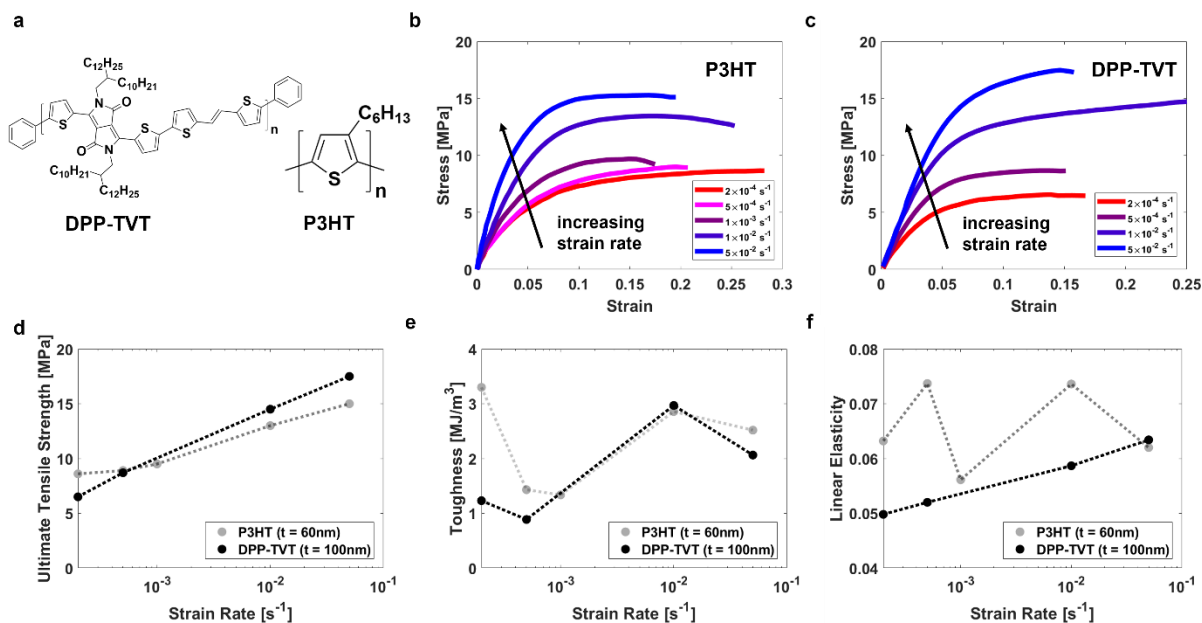 a
C₁₂H₂₅
C₁₀H₂₁
O
N
S
S
S
S
n
N
O
C₁₀H₂₁
C₁₂H₂₅
DPP-TVT
C₆H₁₃
S
n
P3HT
b
P3HT
Stress [MPa]
20
15
10
5
0
0
0.05
0.1
0.15
0.2
0.25
0.3
Strain
increasing
strain rate
2×10⁻⁴ s⁻¹
5×10⁻⁴ s⁻¹
1×10⁻³ s⁻¹
1×10⁻² s⁻¹
5×10⁻² s⁻¹
c
DPP-TVT
Stress [MPa]
20
15
10
5
0
0
0.05
0.1
0.15
0.2
0.25
Strain
increasing
strain rate
2×10⁻⁴ s⁻¹
5×10⁻⁴ s⁻¹
1×10⁻² s⁻¹
5×10⁻² s⁻¹
d
Ultimate Tensile Strength [MPa]
20
15
10
5
0
10⁻³
10⁻²
10⁻¹
Strain Rate [s⁻¹]
P3HT (t = 60nm)
DPP-TVT (t = 100nm)
e
Toughness [MJ/m³]
4
3
2
1
0
10⁻³
10⁻²
10⁻¹
Strain Rate [s⁻¹]
P3HT (t = 60nm)
DPP-TVT (t = 100nm)
f
Linear Elasticity
0.08
0.07
0.06
0.05
0.04
10⁻³
10⁻²
10⁻¹
Strain Rate [s⁻¹]
P3HT (t = 60nm)
DPP-TVT (t = 100nm)